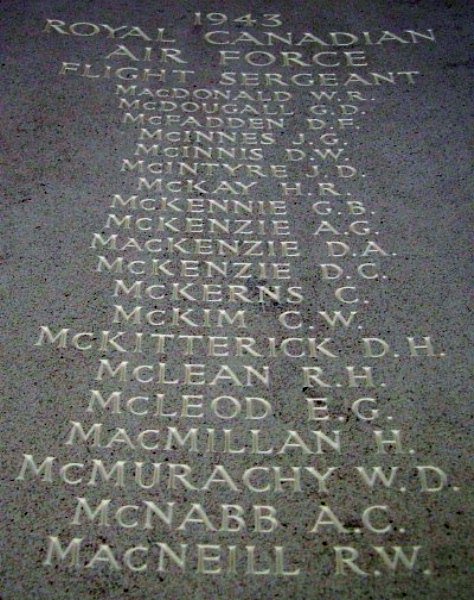 1943
ROYAL CANADIAN
AIR FORCE
FLIGHT SERGEANT
MACDONALD W.R.
MCDOUGALL G.D.
MCFADDEN D.F.
MCINNES J.G.
MCINNIS D.W.
MCINTYRE J.D.
MCKAY H.R.
MCKENNIE G.B.
MCKENZIE A.G.
MACKENZIE D.A.
MCKENZIE D.C.
MCKERNS C.
MCKIM C.W.
MCKITTERICK D.H.
MCLEAN R.H.
MCLEOD E.G.
MACMILLAN H.
MCMURACHY W.D.
MCNABB A.C.
MACNEILL R.W.